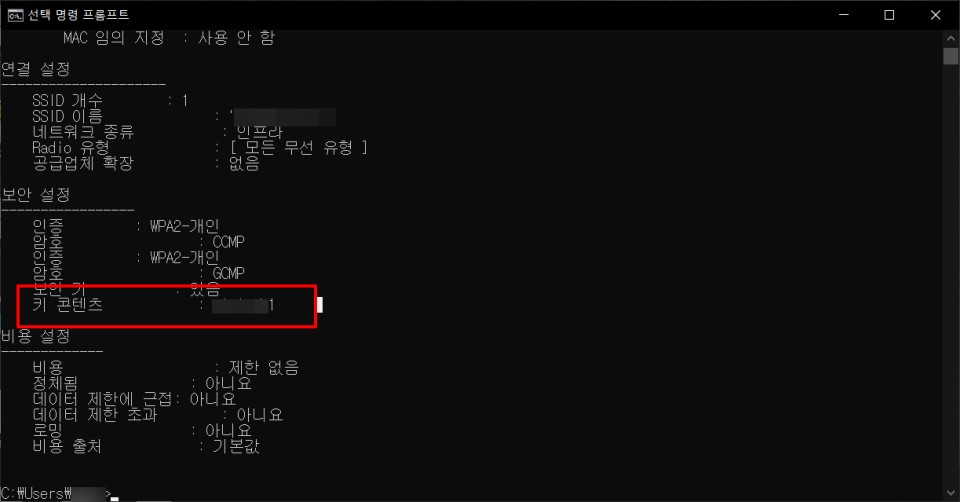 선택 명령 프롬프트
MAC 임의 지정 : 사용 안 함
연결 설정
---------------------
SSID 개수 : 1
SSID 이름 : "
네트워크 종류 : 인프라
Radio 유형 : [ 모든 무선 유형 ]
공급업체 확장 : 없음
보안 설정
-----------------
인증 : WPA2-개인
암호 : CCMP
인증 : WPA2-개인
암호 : GCMP
보안 키 : 있음
키 콘텐츠 : 1
비용 설정
-------------
비용 : 제한 없음
정체됨 : 아니요
데이터 제한에 근접: 아니요
데이터 제한 초과 : 아니요
로밍 : 아니요
비용 출처 : 기본값
C:\Users\ >